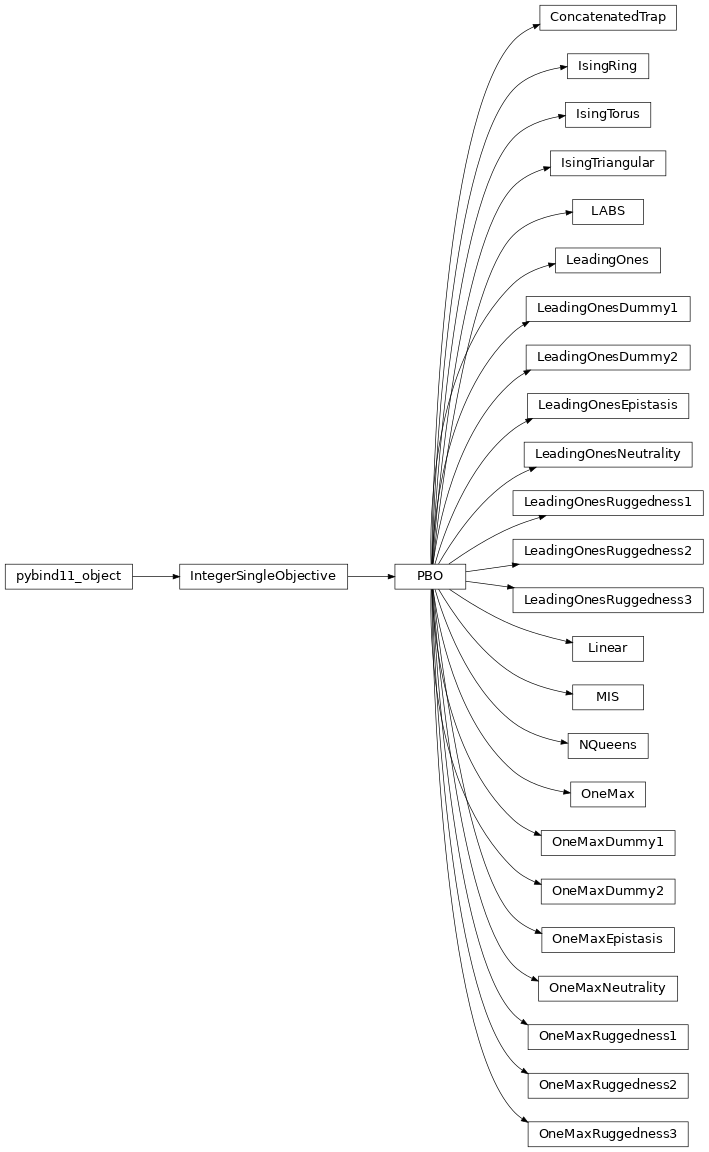 ConcatenatedTrap
IsingRing
IsingTorus
IsingTriangular
LABS
LeadingOnes
LeadingOnesDummy1
LeadingOnesDummy2
LeadingOnesEpistasis
LeadingOnesNeutrality
LeadingOnesRuggedness1
LeadingOnesRuggedness2
pybind11_object
IntegerSingleObjective
PBO
LeadingOnesRuggedness3
Linear
MIS
NQueens
OneMax
OneMaxDummy1
OneMaxDummy2
OneMaxEpistasis
OneMaxNeutrality
OneMaxRuggedness1
OneMaxRuggedness2
OneMaxRuggedness3